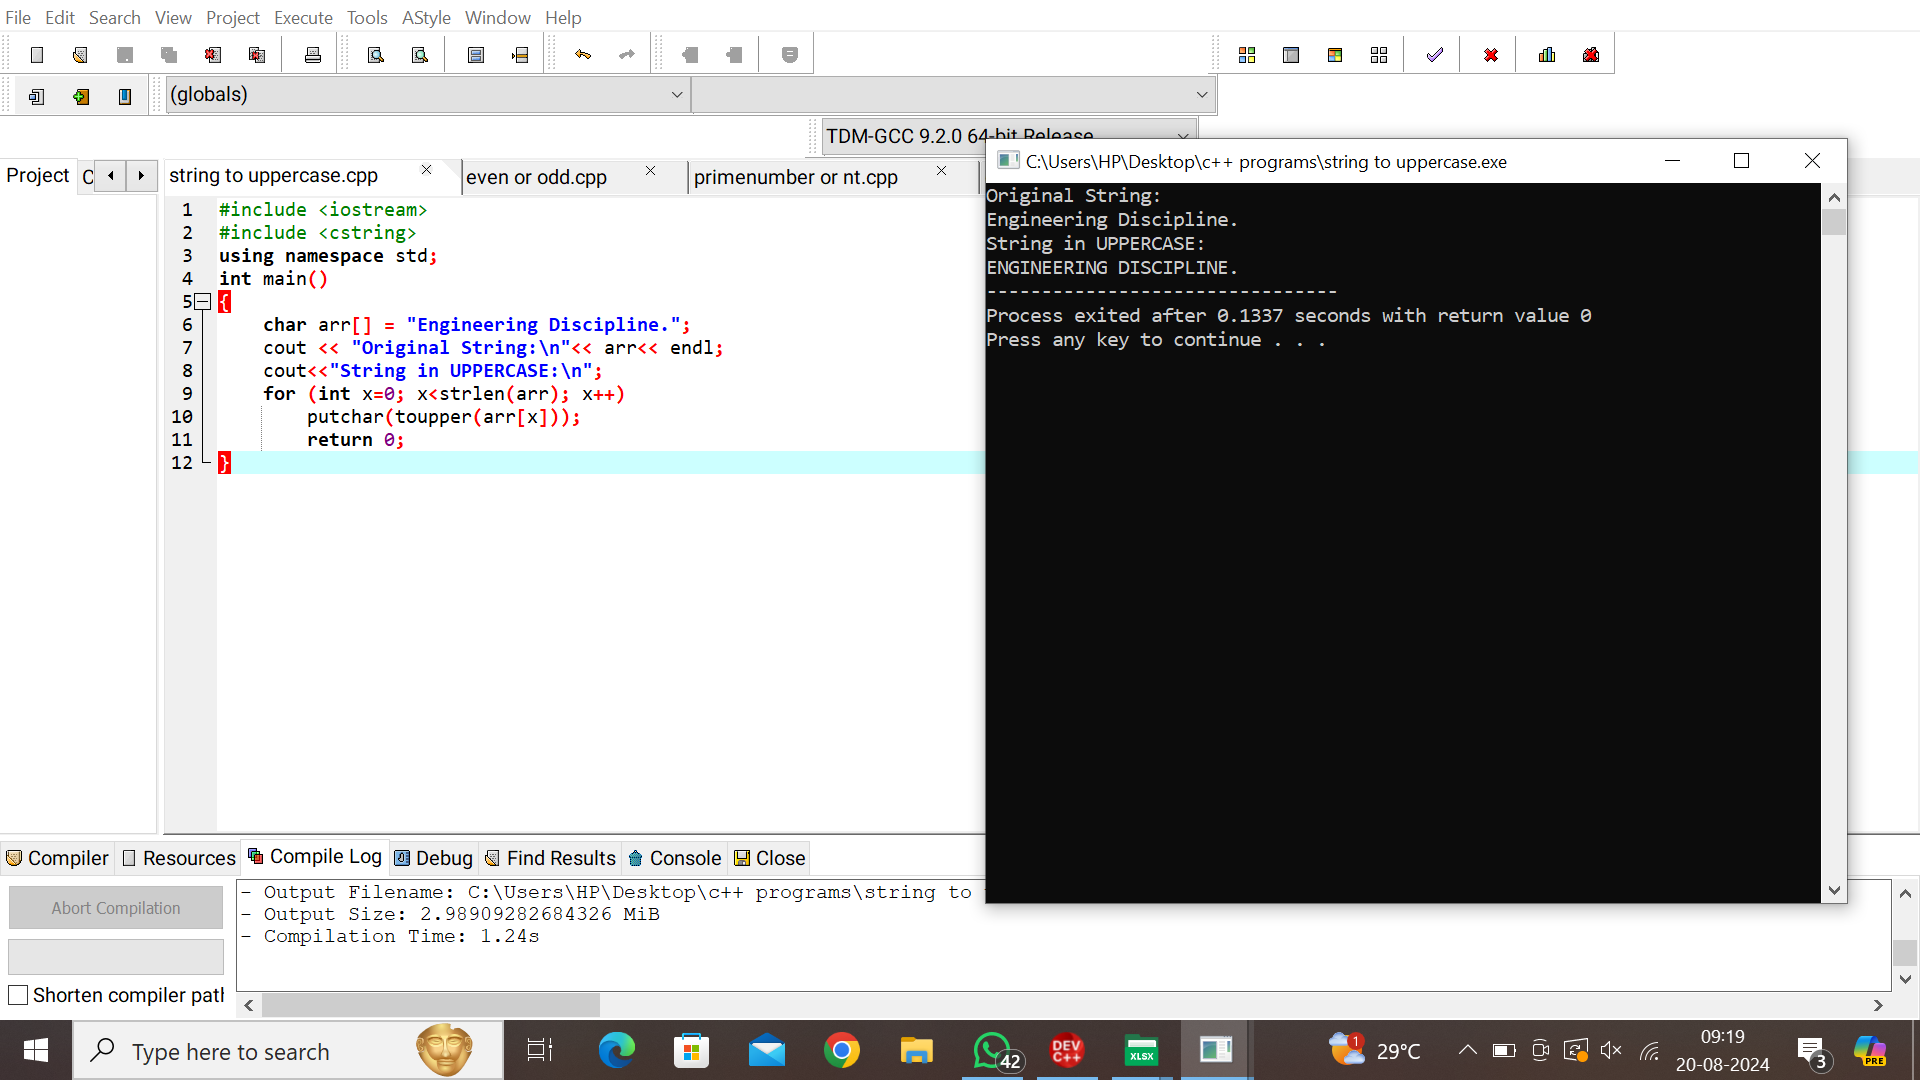 File Edit Search View Project Execute Tools AStyle Window Help
(globals)
TDM-GCC 9.2.0 64-bit Release
Project C
string to uppercase.cpp
even or odd.cpp
primenumber or nt.cpp
1 #include <iostream>
2 #include <cstring>
3 using namespace std;
4 int main()
5 {
6 char arr[] = "Engineering Discipline.";
7 cout << "Original String:\n"<< arr<< endl;
8 cout<<"String in UPPERCASE:\n";
9 for (int x=0; x<strlen(arr); x++)
10 putchar(toupper(arr[x]));
11 return 0;
12 }
C:\Users\HP\Desktop\c++ programs\string to uppercase.exe
Original String:
Engineering Discipline.
String in UPPERCASE:
ENGINEERING DISCIPLINE.
--------------------------------
Process exited after 0.1337 seconds with return value 0
Press any key to continue . . .
Compiler Resources Compile Log Debug Find Results Console Close
Abort Compilation
Shorten compiler path
- Output Filename: C:\Users\HP\Desktop\c++ programs\string to
- Output Size: 2.98909282684326 MiB
- Compilation Time: 1.24s
Type here to search
42
DEV
C++
XLSX
1
29°C
09:19
20-08-2024
3
PRE